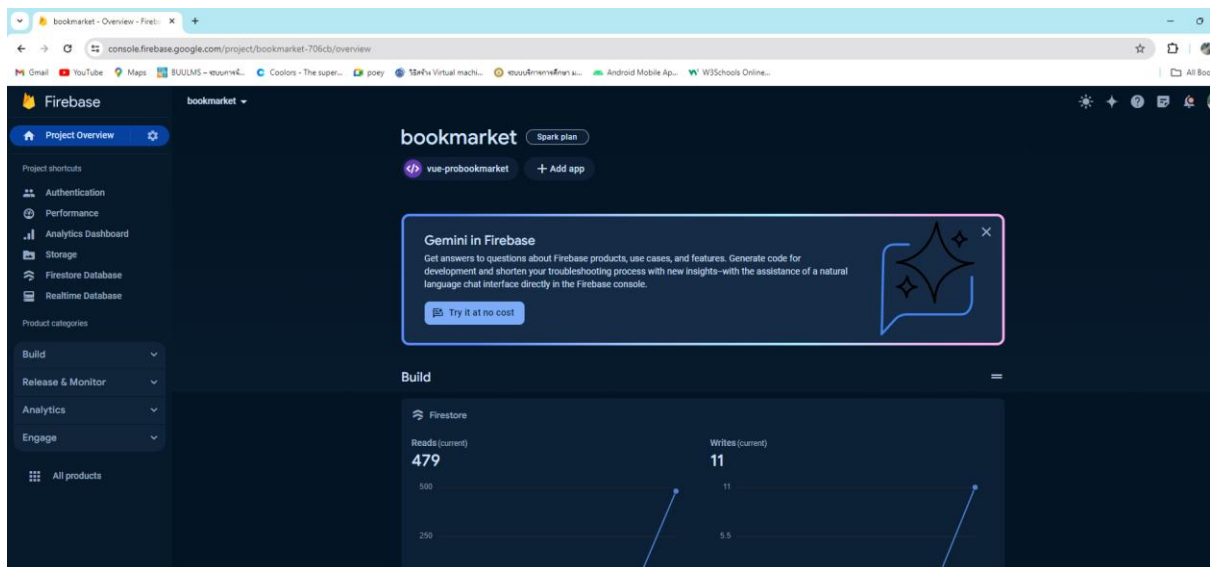 bookmarket - Overview - Fireb
console.firebase.google.com/project/bookmarket-706cb/overview
Gmail YouTube Maps BUULMS – Coolors - The super... poey Virtual machi... Android Mobile Ap... W3Schools Online... All Boo
Firebase
bookmarket
Project Overview
bookmarket Spark plan
vue-probookmarket + Add app
Project shortcuts
Authentication
Performance
Analytics Dashboard
Storage
Firestore Database
Realtime Database
Product categories
Build
Release & Monitor
Analytics
Engage
All products
Gemini in Firebase
Get answers to questions about Firebase products, use cases, and features. Generate code for
development and shorten your troubleshooting process with new insights–with the assistance of a natural
language chat interface directly in the Firebase console.
Try it at no cost
Build
Firestore
Reads (current) Writes (current)
479 11
500 11
250 5.5